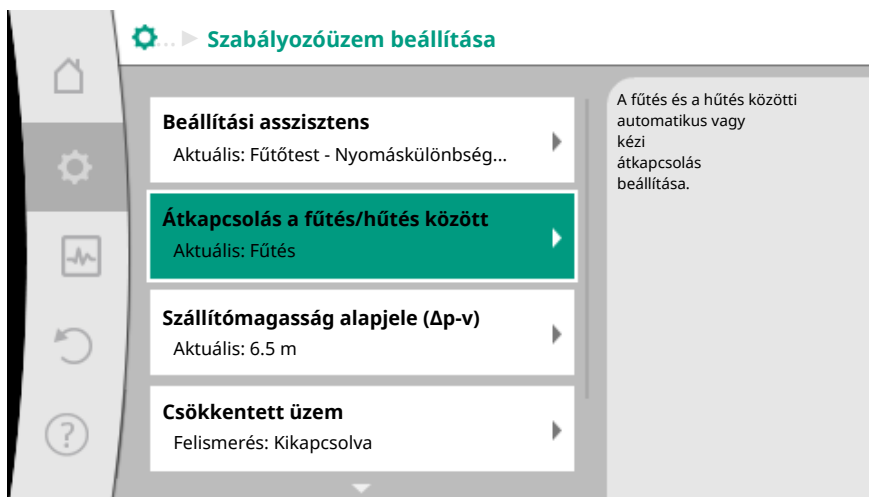 ... Szabályozóüzem beállítása
Beállítási asszisztens
Aktuális: Fűtőtest - Nyomáskülönbség...
Átkapcsolás a fűtés/hűtés között
Aktuális: Fűtés
Szállítómagasság alapjele (Δp-v)
Aktuális: 6.5 m
Csökkentett üzem
Felismerés: Kikapcsolva
A fűtés és a hűtés közötti
automatikus vagy
kézi
átkapcsolás
beállítása.